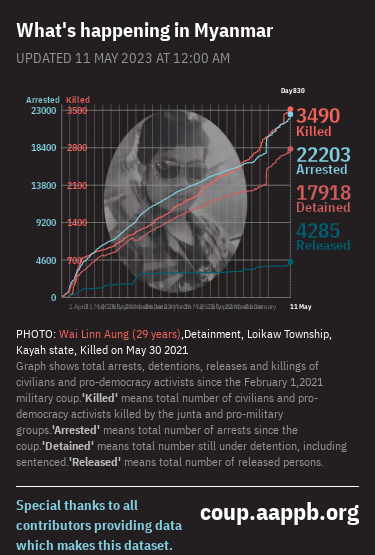 What's happening in Myanmar
UPDATED 11 MAY 2023 AT 12:00 AM
Day830
Arrested Killed
23000 3500
18400 2800
13800 2100
9200 1400
4600 700
0
3490
Killed
22203
Arrested
17918
Detained
4285
Released
11 May
PHOTO: Wai Linn Aung (29 years),Detainment, Loikaw Township,
Kayah state, Killed on May 30 2021
Graph shows total arrests, detentions, releases and killings of
civilians and pro-democracy activists since the February 1,2021
military coup.'Killed' means total number of civilians and pro-
democracy activists killed by the junta and pro-military
groups.'Arrested' means total number of arrests since the
coup.'Detained' means total number still under detention, including
sentenced.'Released' means total number of released persons.
Special thanks to all
contributors providing data
which makes this dataset.
coup.aappb.org